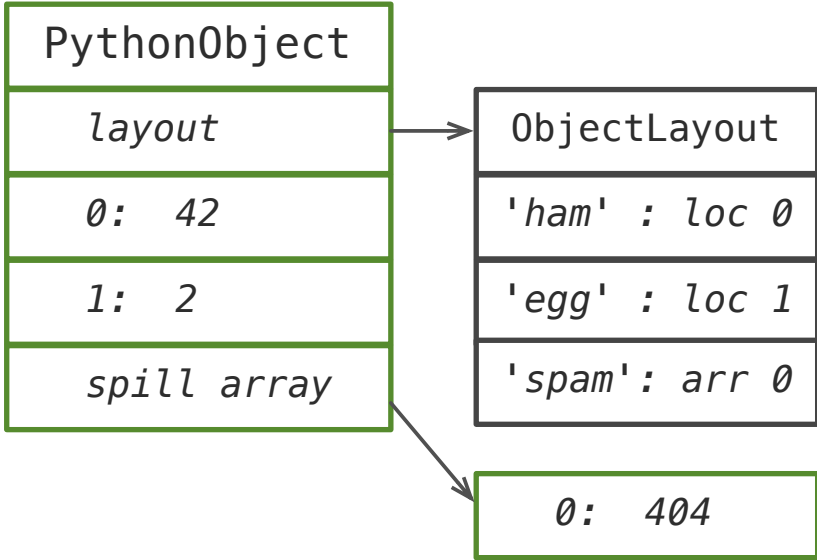 PythonObject
layout
0: 42
1: 2
spill array
ObjectLayout
'ham' : loc 0
'egg' : loc 1
'spam': arr 0
0: 404